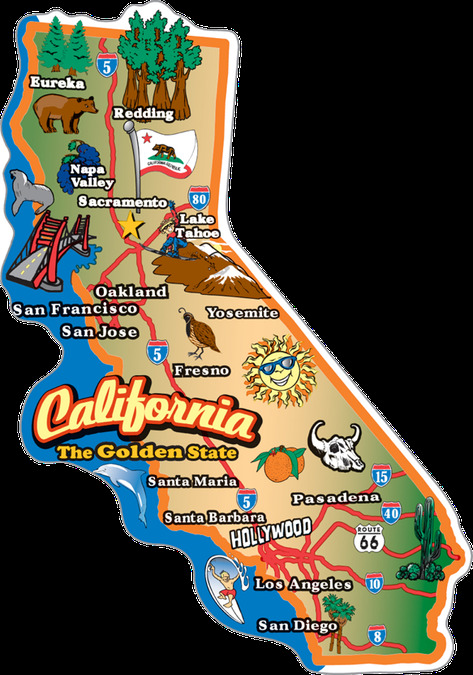 5
Eureka
Redding
CALIFORNIA REPUBLIC
Napa
Valley
Sacramento
80
Lake
Tahoe
Oakland
San Francisco
Yosemite
San Jose
5
Fresno
California
The Golden State
Santa Maria
15
5
Pasadena
40
Santa Barbara
HOLLYWOOD
ROUTE
66
Los Angeles
10
San Diego
8